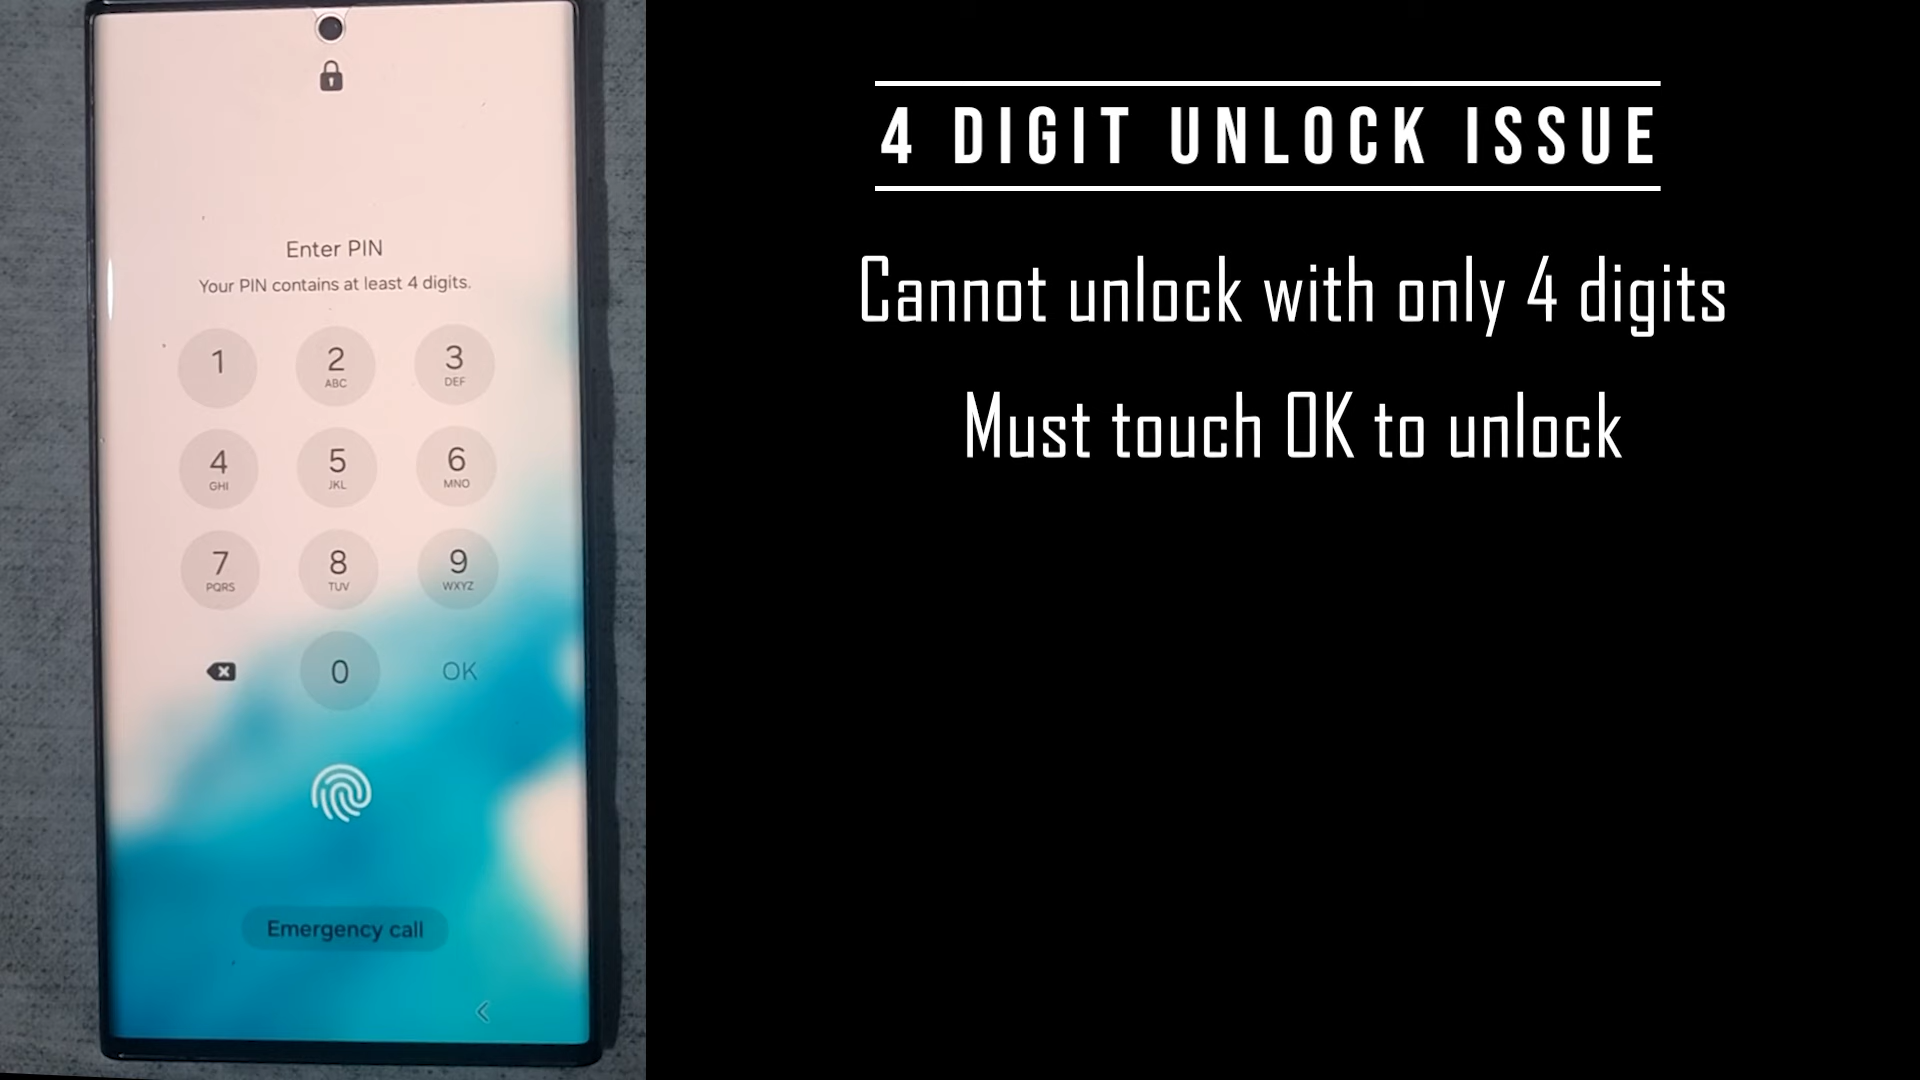 Enter PIN
Your PIN contains at least 4 digits.
1 2 3
ABC DEF
4 5 6
GHI JKL MNO
7 8 9
PQRS TUV WXYZ
0 OK
Emergency call
4 DIGIT UNLOCK ISSUE
Cannot unlock with only 4 digits
Must touch OK to unlock